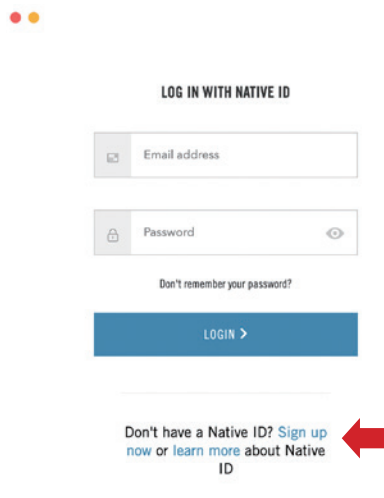 LOG IN WITH NATIVE ID
Email address
Password
Don't remember your password?
LOGIN >
Don't have a Native ID? Sign up
now or learn more about Native
ID